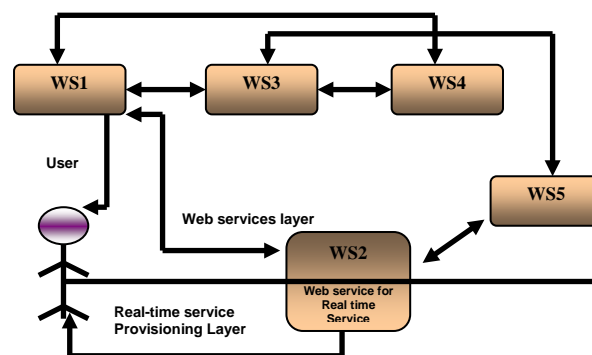 WS1
WS3
WS4
User
WS5
Web services layer
WS2
Web service for
Real time
Service
Real-time service
Provisioning Layer